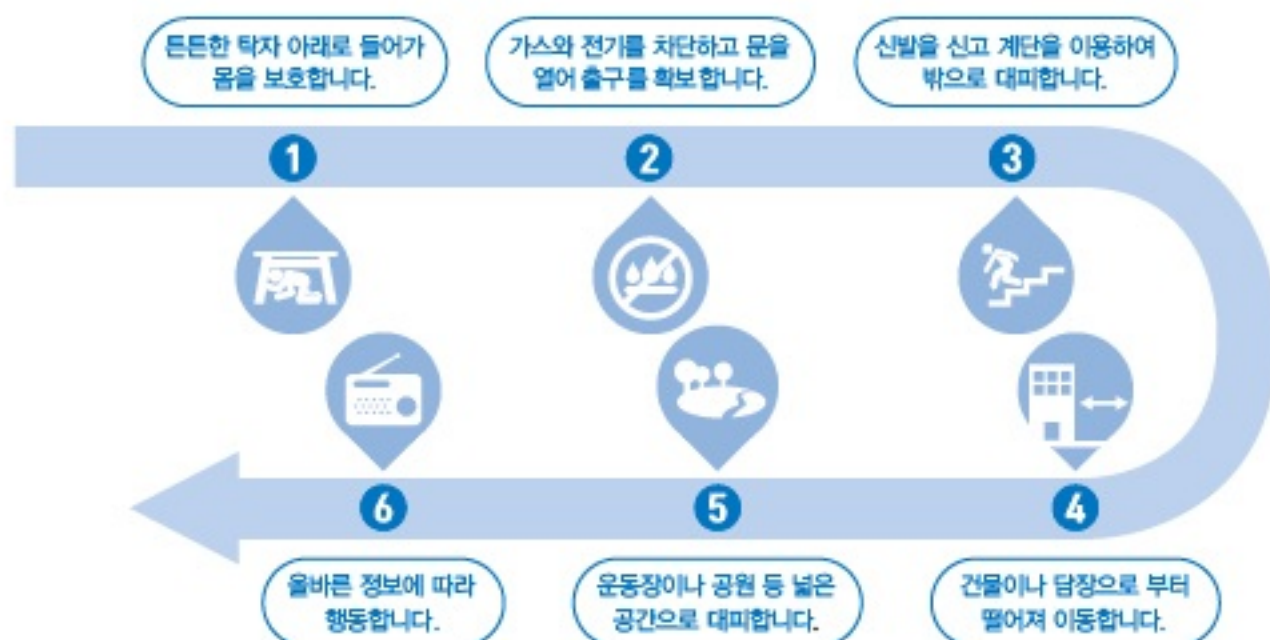 튼튼한 탁자 아래로 들어가
몸을 보호합니다.
1
가스와 전기를 차단하고 문을
열어 출구를 확보합니다.
2
신발을 신고 계단을 이용하여
밖으로 대피합니다.
3
4
건물이나 담장으로 부터
떨어져 이동합니다.
5
운동장이나 공원 등 넓은
공간으로 대피합니다.
6
올바른 정보에 따라
행동합니다.